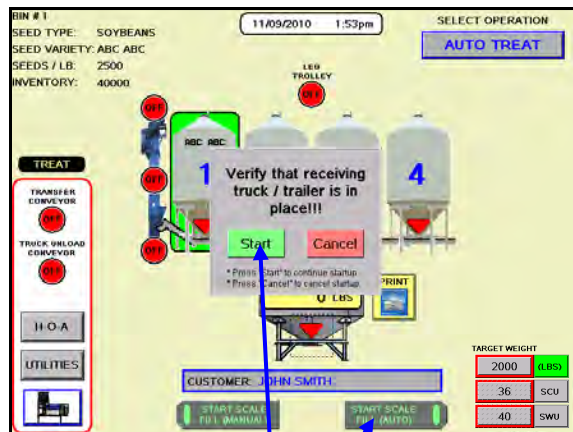 BIN # 1
SEED TYPE: SOYBEANS
SEED VARIETY: ABC ABC
SEEDS / LB: 2500
INVENTORY: 40000
11/09/2010 1:53pm
SELECT OPERATION
AUTO TREAT
LEG
TROLLEY
OFF
OFF
ABC ABC
1
4
OFF
OFF
TREAT
TRANSFER
CONVEYOR
OFF
TRUCK UNLOAD
CONVEYOR
OFF
H-O-A
UTILITIES
Verify that receiving
truck / trailer is in
place!!!
Start Cancel
* Press "Start" to continue startup.
* Press "Cancel" to cancel startup.
0 LBS
PRINT
CUSTOMER: JOHN SMITH
START SCALE
FILL (MANUAL)
START SCALE
FILL (AUTO)
TARGET WEIGHT
2000 (LBS)
36 SCU
40 SWU